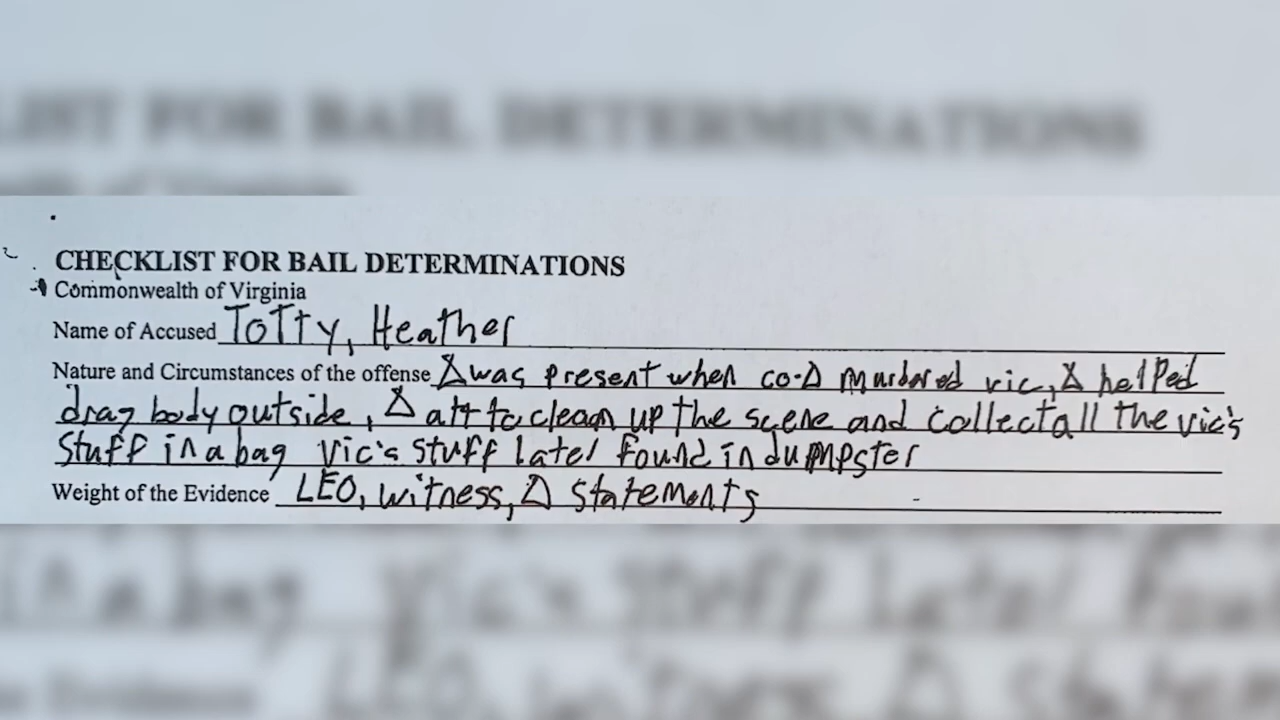 CHECKLIST FOR BAIL DETERMINATIONS
Commonwealth of Virginia
Name of Accused Totty, Heather
Nature and Circumstances of the offense Δ was present when co-Δ murdered vic, Δ helped
drag body outside, Δ att to clean up the scene and collect all the vic's
stuff in a bag vic's stuff later found in dumpster
Weight of the Evidence LEO, witness, Δ statements